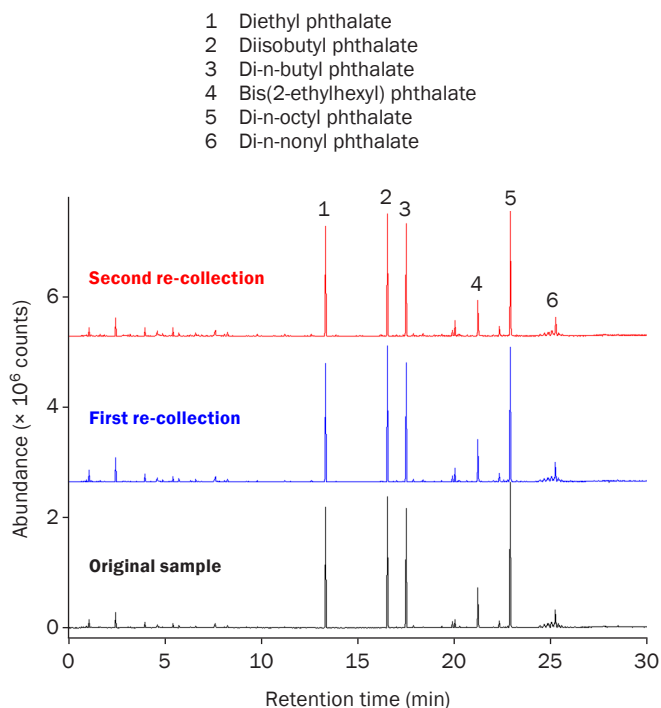 1 Diethyl phthalate
2 Diisobutyl phthalate
3 Di-n-butyl phthalate
4 Bis(2-ethylhexyl) phthalate
5 Di-n-octyl phthalate
6 Di-n-nonyl phthalate
1 2 3 4 5 6
Second re-collection
First re-collection
Original sample
Abundance (× 10⁶ counts)
6
4
2
0
0 5 10 15 20 25 30
Retention time (min)